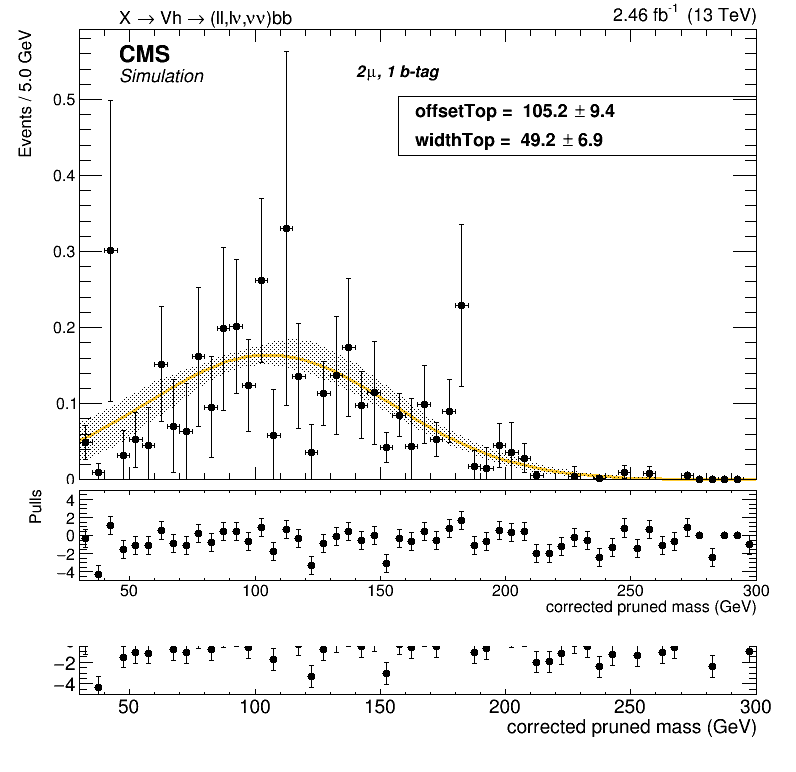 X → Vh → (ll,lν,νν)bb
2.46 fb⁻¹ (13 TeV)
CMS
Simulation
2μ, 1 b-tag
offsetTop = 105.2 ± 9.4
widthTop = 49.2 ± 6.9
Events / 5.0 GeV
0.5
0.4
0.3
0.2
0.1
0
Pulls
4
2
0
−2
−4
50 100 150 200 250 300
corrected pruned mass (GeV)
−2
−4
50 100 150 200 250 300
corrected pruned mass (GeV)